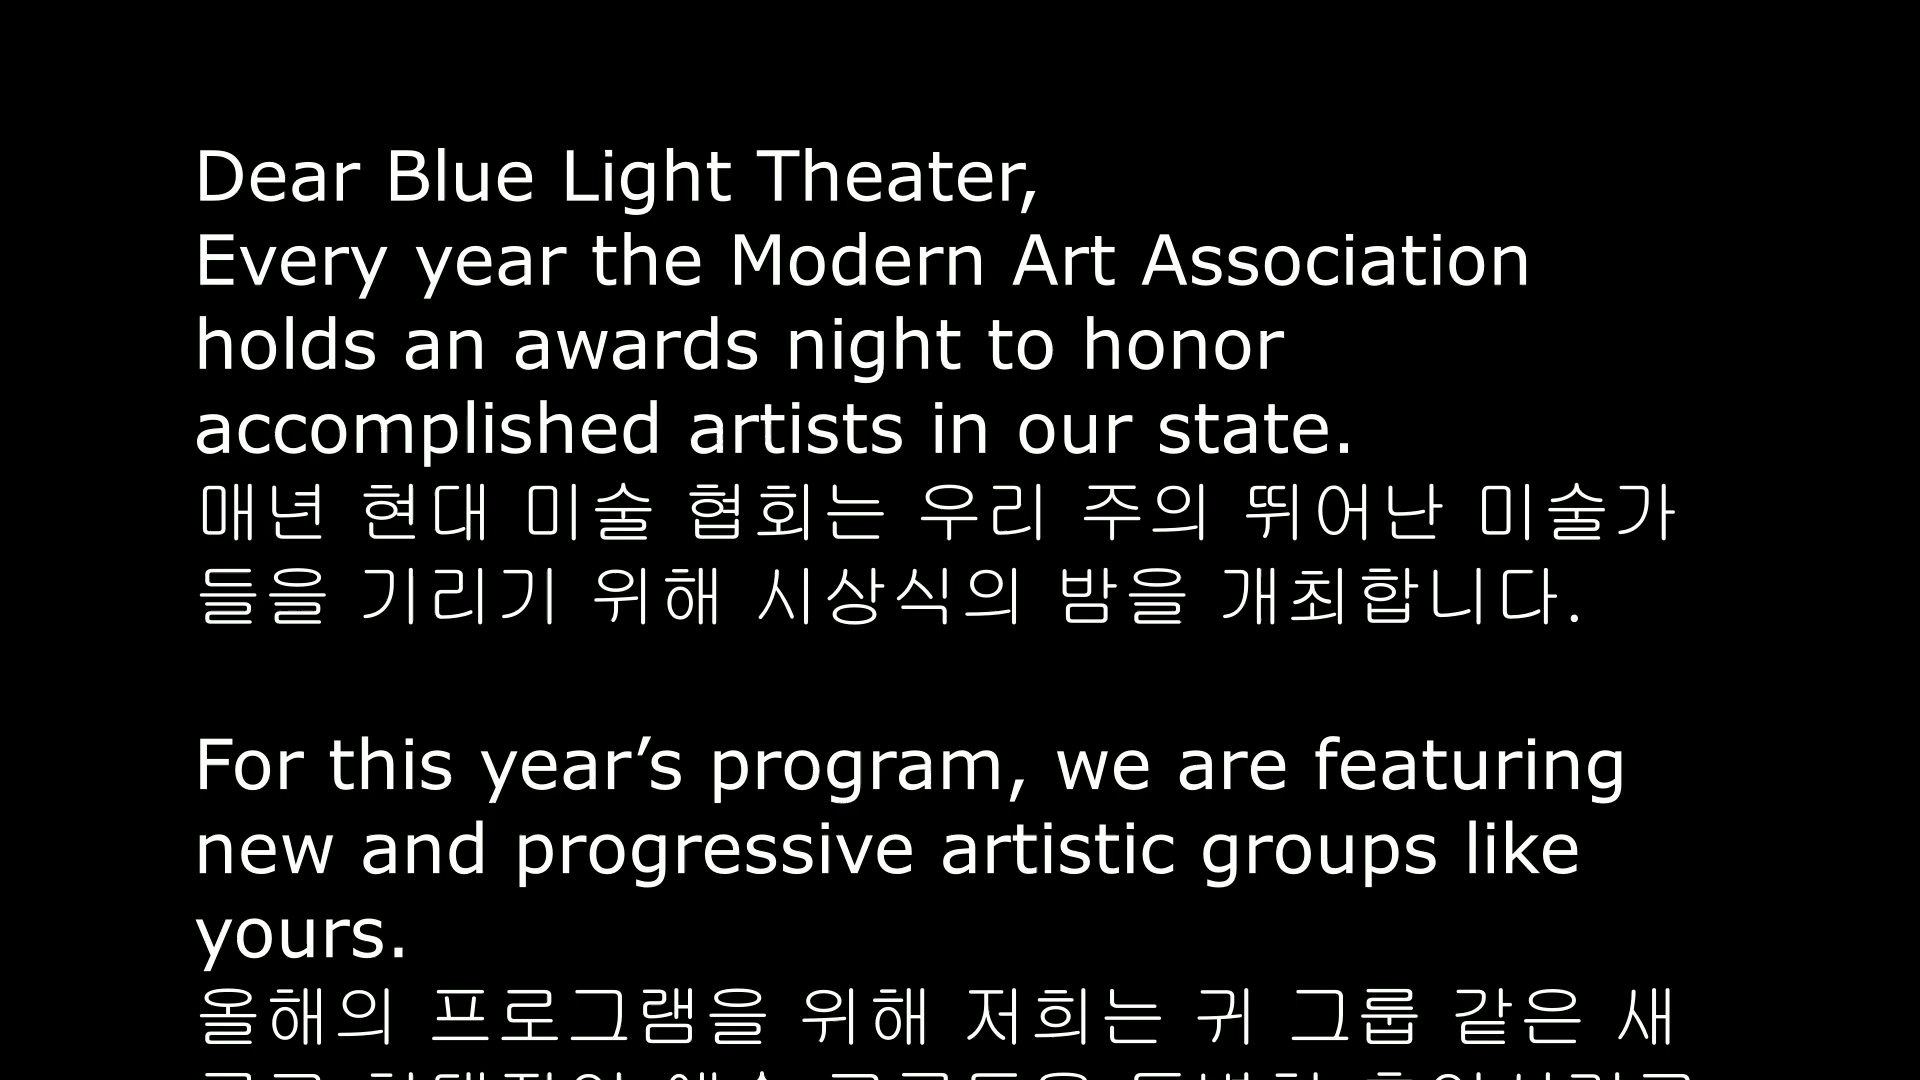 Dear Blue Light Theater,
Every year the Modern Art Association
holds an awards night to honor
accomplished artists in our state.
매년 현대 미술 협회는 우리 주의 뛰어난 미술가
들을 기리기 위해 시상식의 밤을 개최합니다.
For this year’s program, we are featuring
new and progressive artistic groups like
yours.
올해의 프로그램을 위해 저희는 귀 그룹 같은 새